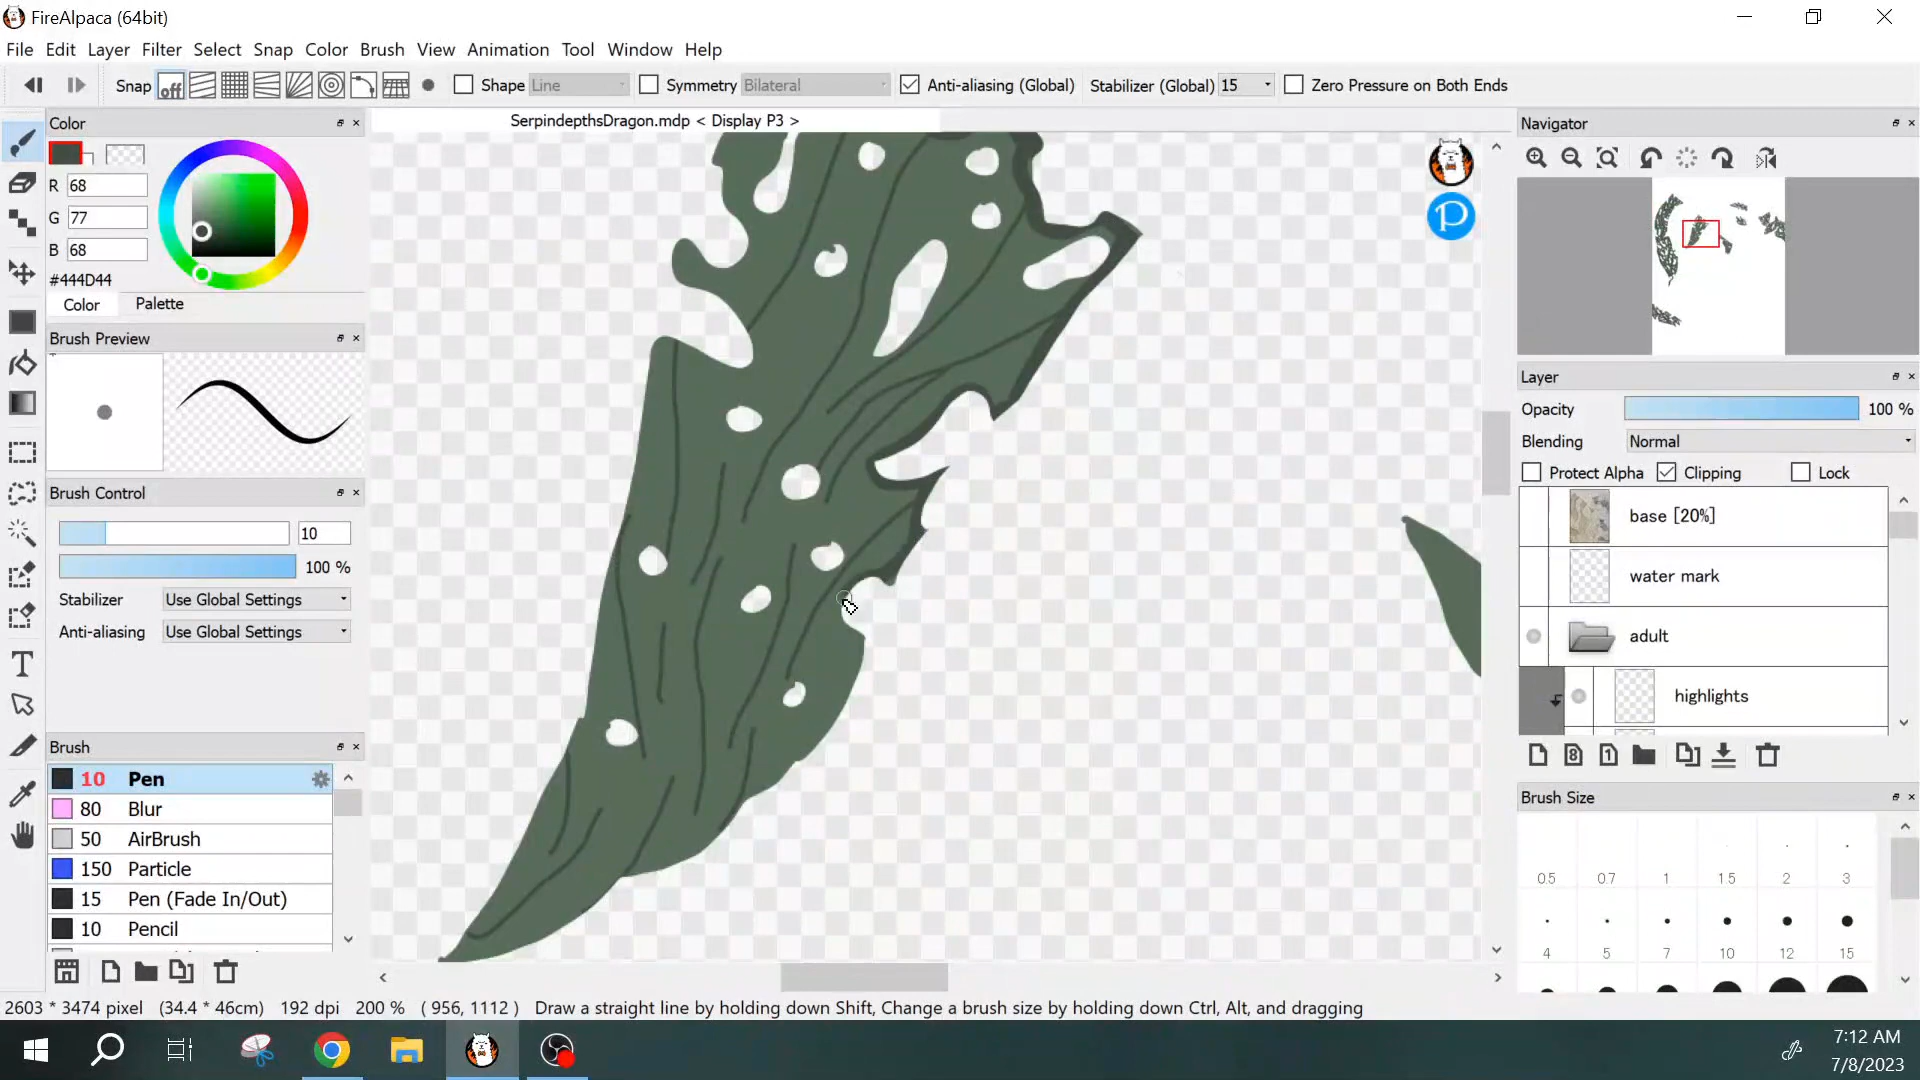 FireAlpaca (64bit)
File Edit Layer Filter Select Snap Color Brush View Animation Tool Window Help
Snap off Shape Line Symmetry Bilateral Anti-aliasing (Global) Stabilizer (Global) 15 Zero Pressure on Both Ends
Color
SerpindepthsDragon.mdp < Display P3 >
Navigator
R 68
G 77
B 68
#444D44
Color Palette
Brush Preview
Layer
Opacity 100 %
Blending Normal
Protect Alpha Clipping Lock
Brush Control
base [20%]
10
100 %
water mark
Stabilizer Use Global Settings
Anti-aliasing Use Global Settings
adult
highlights
Brush
10 Pen
80 Blur
50 AirBrush
150 Particle
15 Pen (Fade In/Out)
10 Pencil
8 1
Brush Size
0.5 0.7 1 1.5 2 3
4 5 7 10 12 15
T
P
2603 * 3474 pixel (34.4 * 46cm) 192 dpi 200 % ( 956, 1112 ) Draw a straight line by holding down Shift, Change a brush size by holding down Ctrl, Alt, and dragging
7:12 AM
7/8/2023